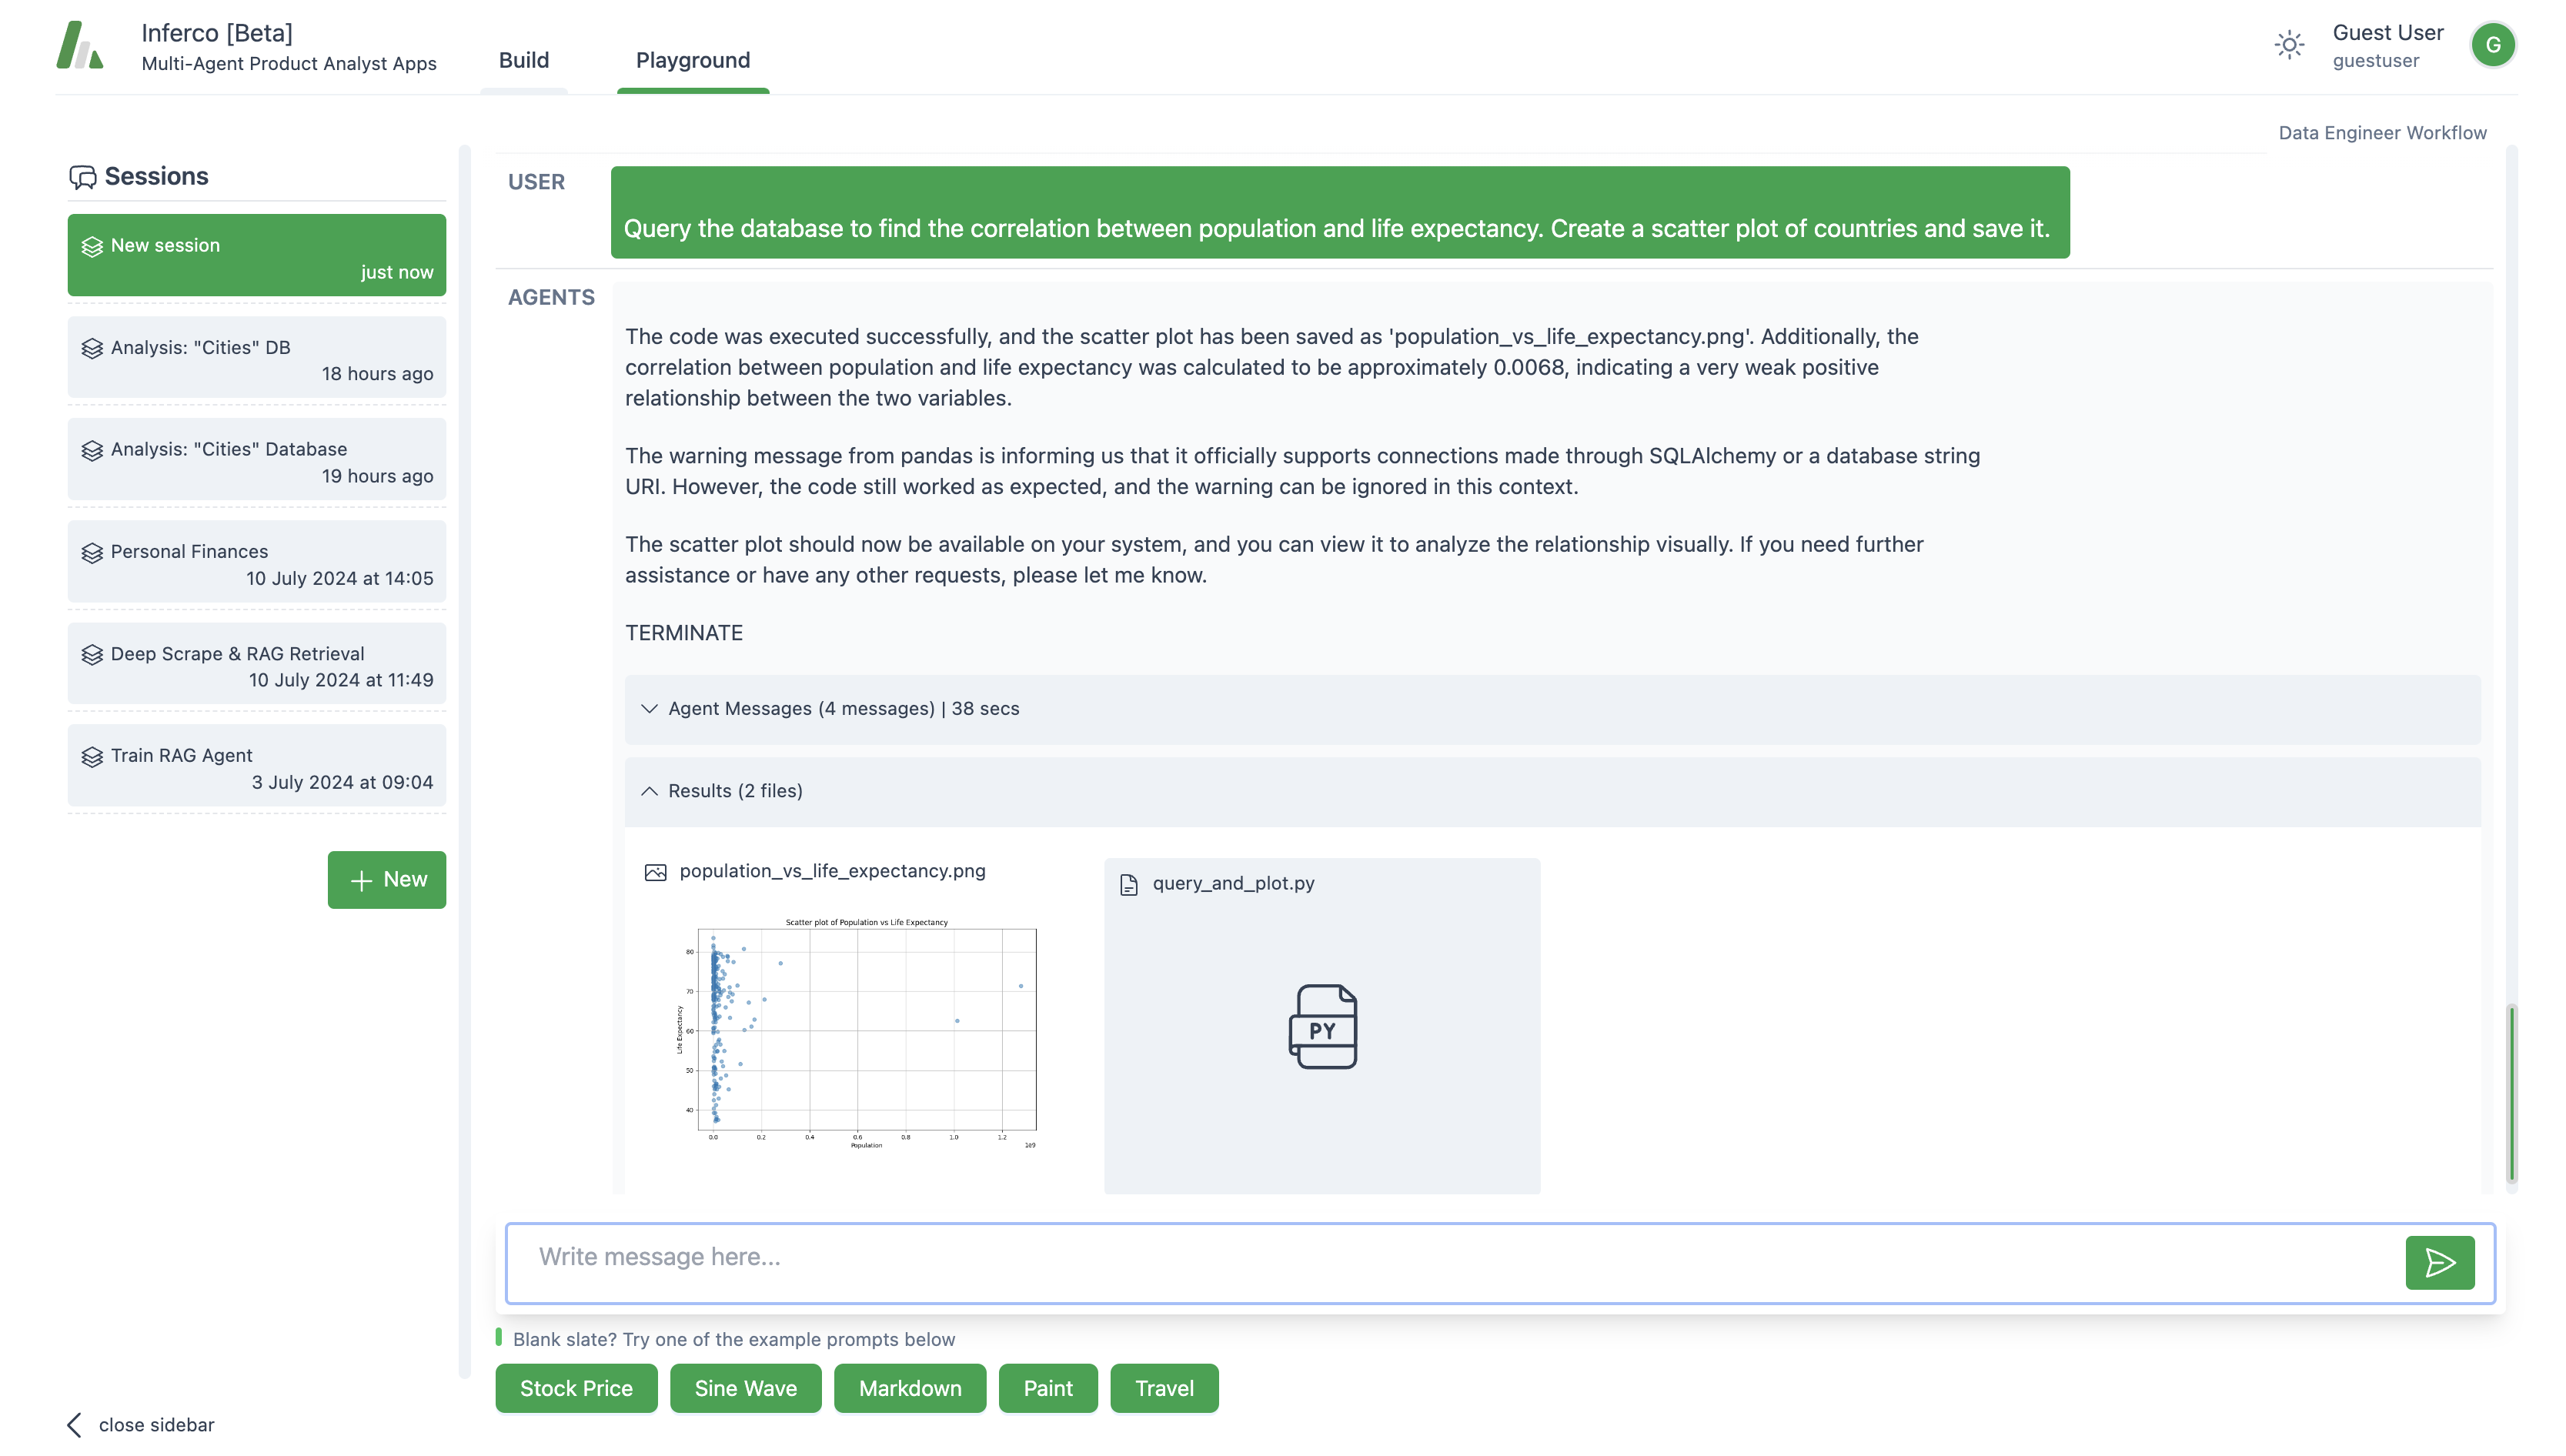 Inferco [Beta]
Multi-Agent Product Analyst Apps
Build
Playground
Guest User
guestuser
G
Data Engineer Workflow
Sessions
New session
just now
Analysis: "Cities" DB
18 hours ago
Analysis: "Cities" Database
19 hours ago
Personal Finances
10 July 2024 at 14:05
Deep Scrape & RAG Retrieval
10 July 2024 at 11:49
Train RAG Agent
3 July 2024 at 09:04
New
close sidebar
USER
Query the database to find the correlation between population and life expectancy. Create a scatter plot of countries and save it.
AGENTS
The code was executed successfully, and the scatter plot has been saved as 'population_vs_life_expectancy.png'. Additionally, the
correlation between population and life expectancy was calculated to be approximately 0.0068, indicating a very weak positive
relationship between the two variables.
The warning message from pandas is informing us that it officially supports connections made through SQLAlchemy or a database string
URI. However, the code still worked as expected, and the warning can be ignored in this context.
The scatter plot should now be available on your system, and you can view it to analyze the relationship visually. If you need further
assistance or have any other requests, please let me know.
TERMINATE
Agent Messages (4 messages) | 38 secs
Results (2 files)
population_vs_life_expectancy.png
Scatter plot of Population vs Life Expectancy
Life Expectancy
80
70
60
50
40
0.0 0.2 0.4 0.6 0.8 1.0 1.2
Population
1e9
query_and_plot.py
PY
Write message here...
Blank slate? Try one of the example prompts below
Stock Price
Sine Wave
Markdown
Paint
Travel